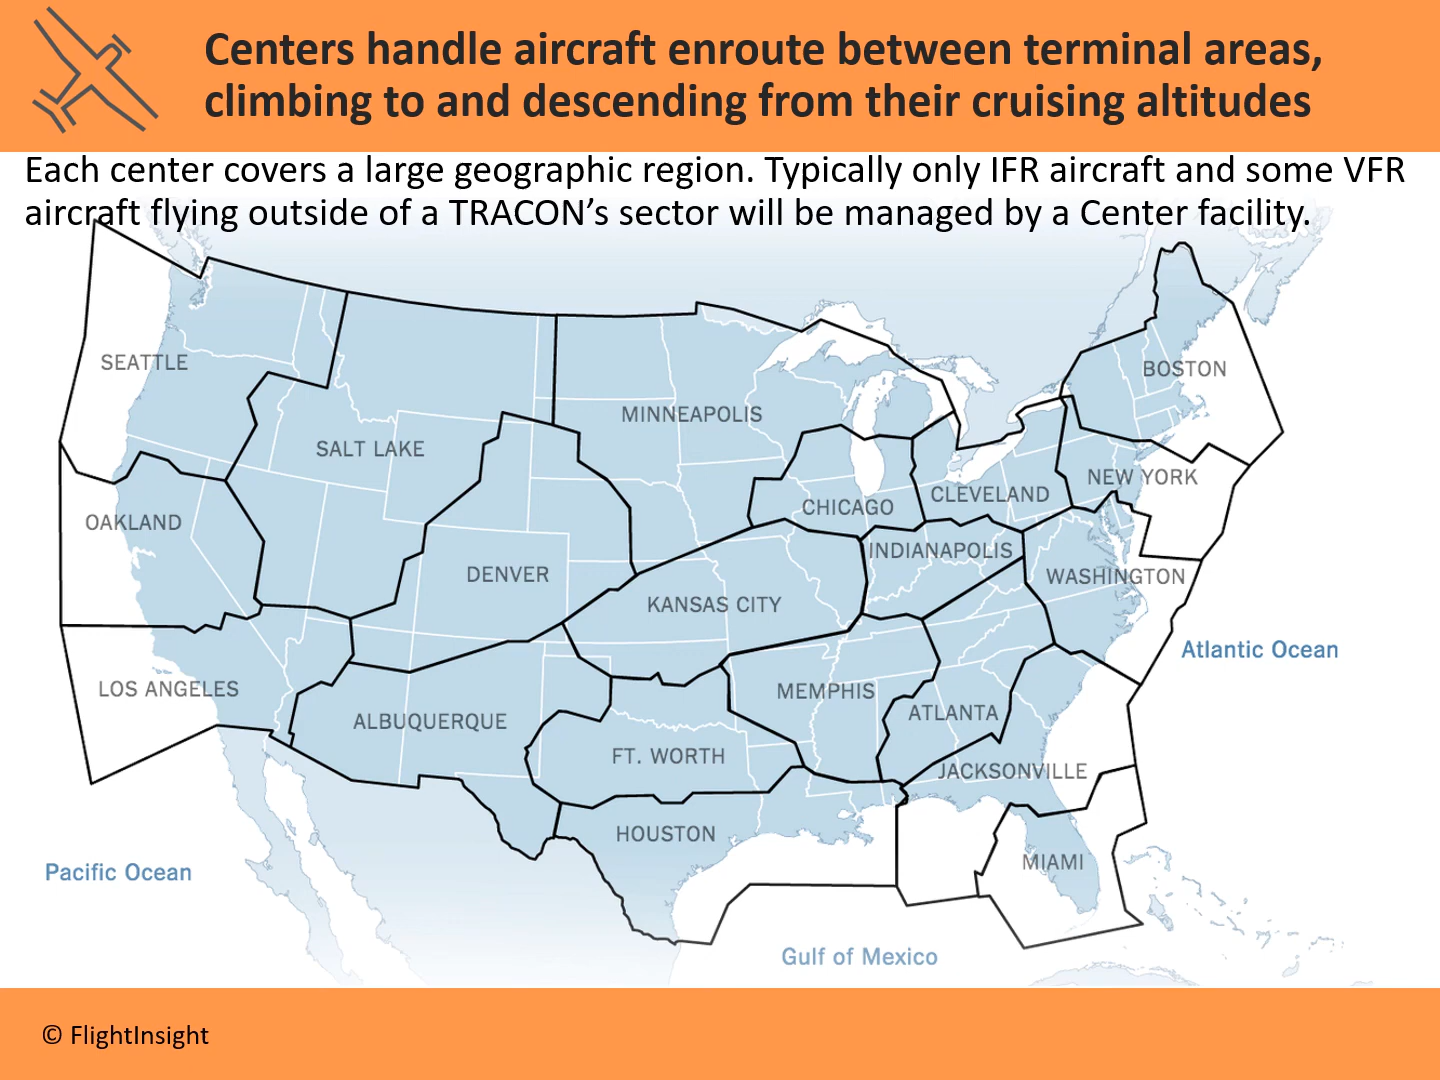 Centers handle aircraft enroute between terminal areas,
climbing to and descending from their cruising altitudes
Each center covers a large geographic region. Typically only IFR aircraft and some VFR
aircraft flying outside of a TRACON's sector will be managed by a Center facility.
SEATTLE
BOSTON
MINNEAPOLIS
SALT LAKE
NEW YORK
CLEVELAND
CHICAGO
OAKLAND
INDIANAPOLIS
DENVER
WASHINGTON
KANSAS CITY
Atlantic Ocean
LOS ANGELES
MEMPHIS
ATLANTA
ALBUQUERQUE
FT. WORTH
JACKSONVILLE
HOUSTON
MIAMI
Pacific Ocean
Gulf of Mexico
© FlightInsight